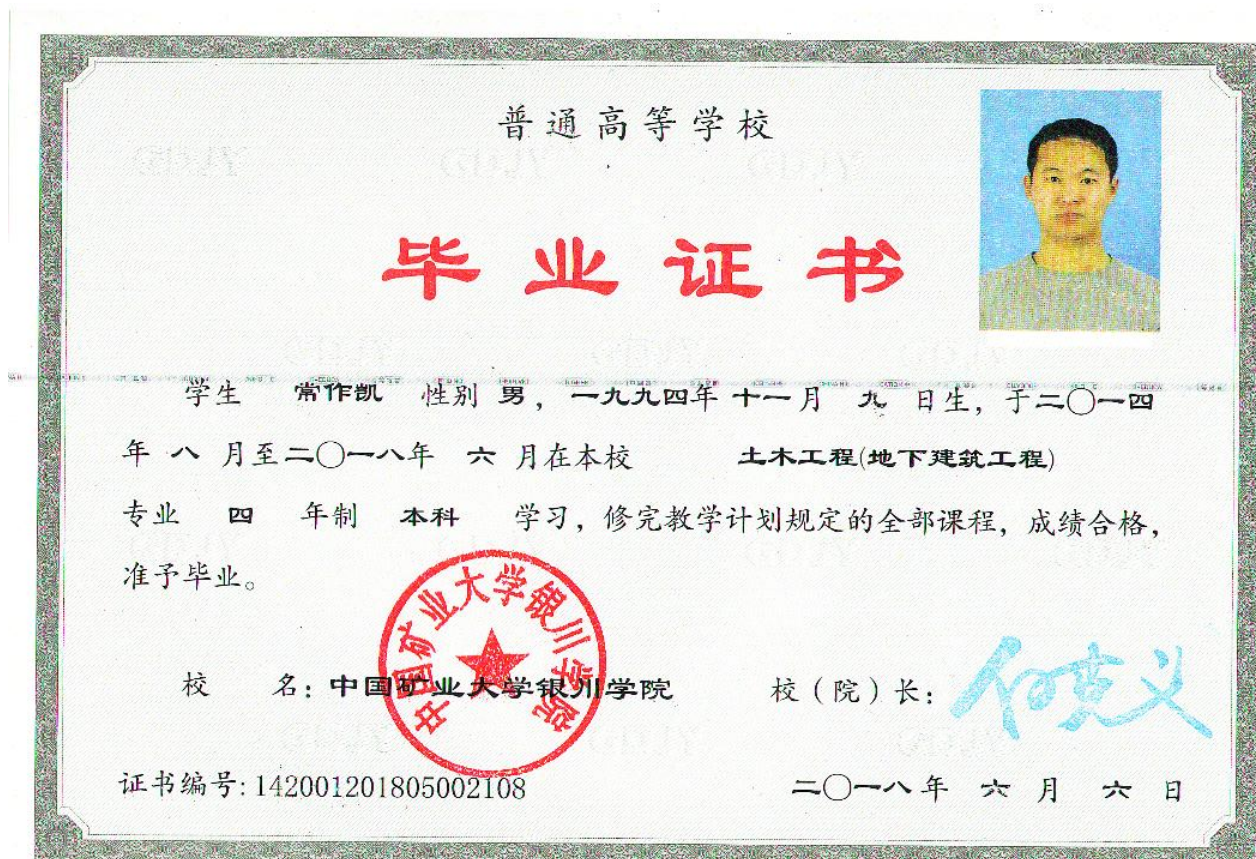 普通高等学校
毕业证书
学生 常作凯 性别 男，一九九四年 十一月 九 日生，于二〇一四
年 八 月至二〇一八年 六 月在本校 土木工程(地下建筑工程)
专业 四 年制 本科 学习，修完教学计划规定的全部课程，成绩合格，
准予毕业。
中国矿业大学银川学院
校 名：中国矿业大学银川学院 校（院）长：何克义
证书编号：142001201805002108 二〇一八年 六 月 六 日